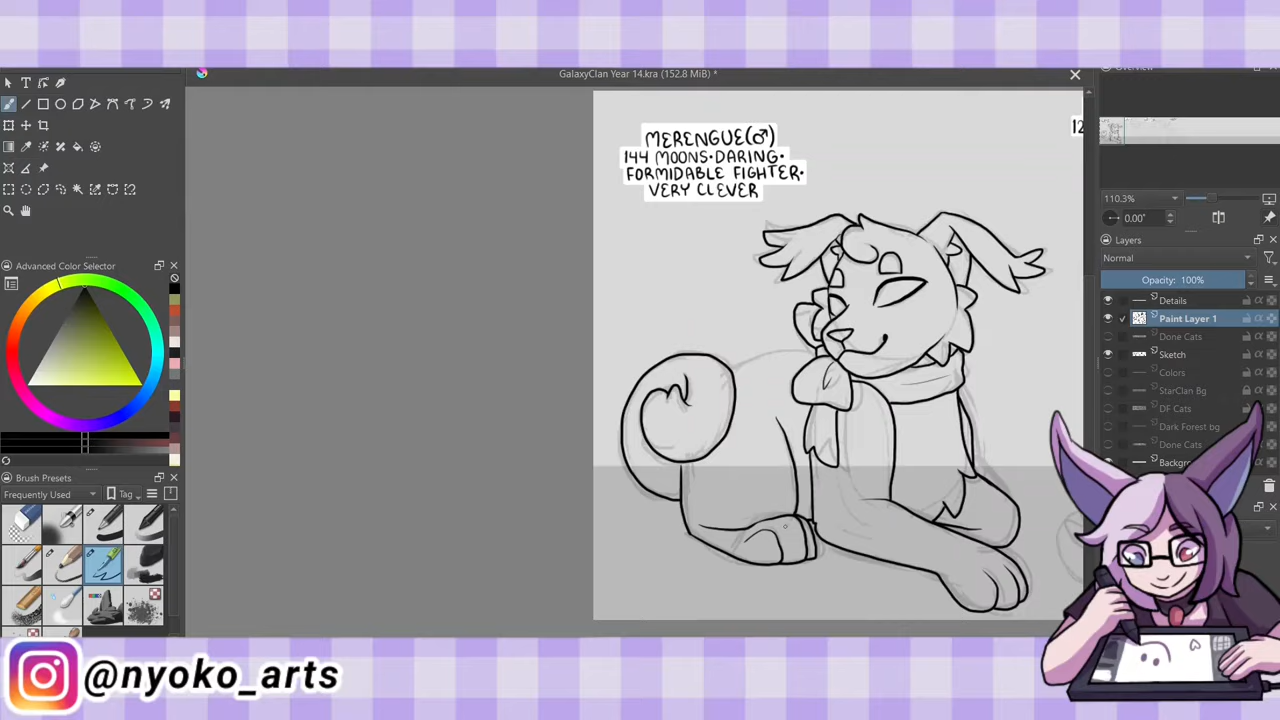 GalaxyClan Year 14.kra (152.8 MiB) *
MERENGUE(♂)
144 MOONS•DARING•
FORMIDABLE FIGHTER•
VERY CLEVER
12
110.3%
0.00°
Layers
Normal
Opacity: 100%
Details
Paint Layer 1
Done Cats
Sketch
Colors
StarClan Bg
DF Cats
Dark Forest bg
Done Cats
Advanced Color Selector
Brush Presets
Frequently Used
Tag
@nyoko_arts